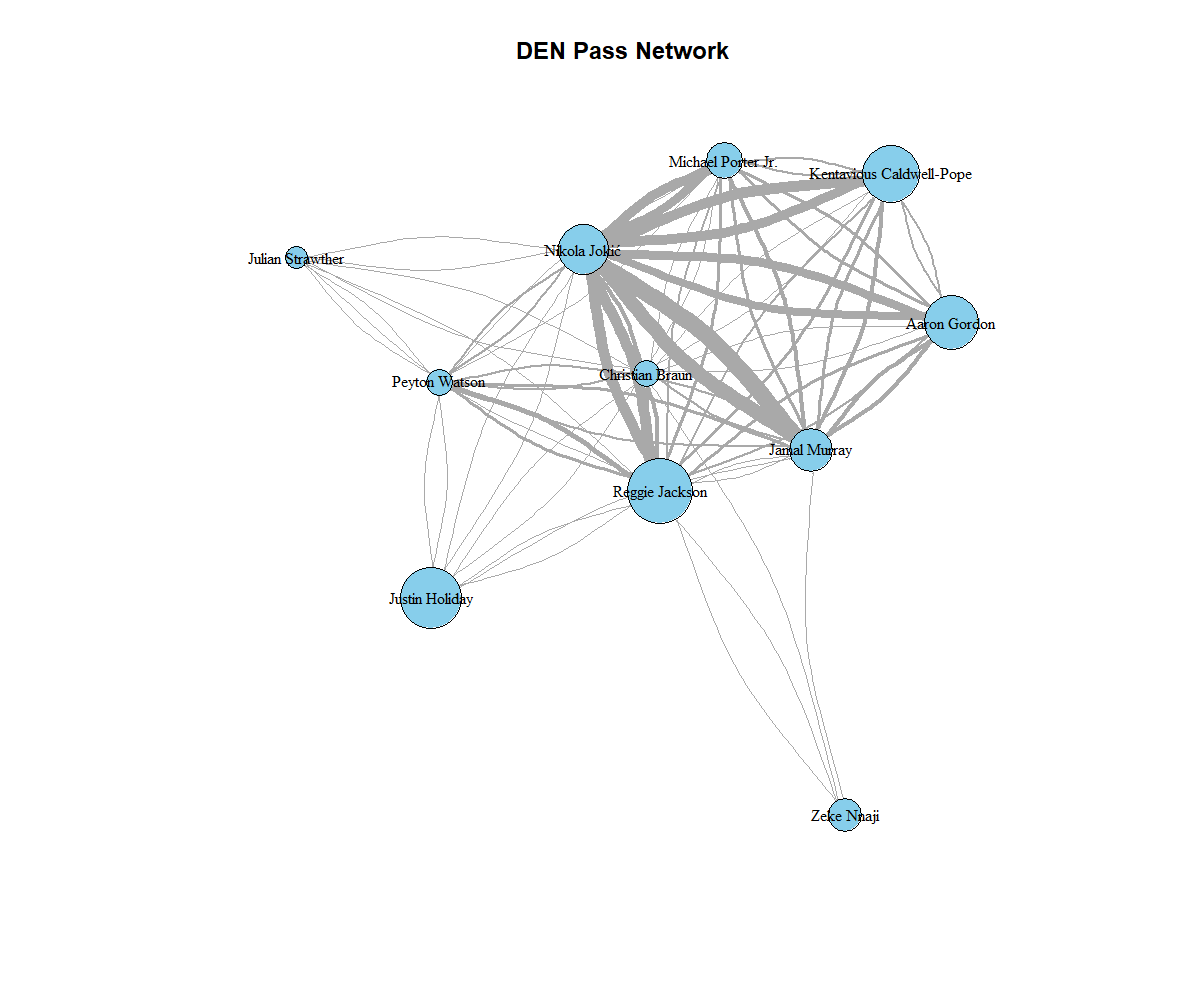 DEN Pass Network
Michael Porter Jr.
Kentavious Caldwell-Pope
Nikola Jokić
Julian Strawther
Aaron Gordon
Christian Braun
Peyton Watson
Jamal Murray
Reggie Jackson
Justin Holiday
Zeke Nnaji